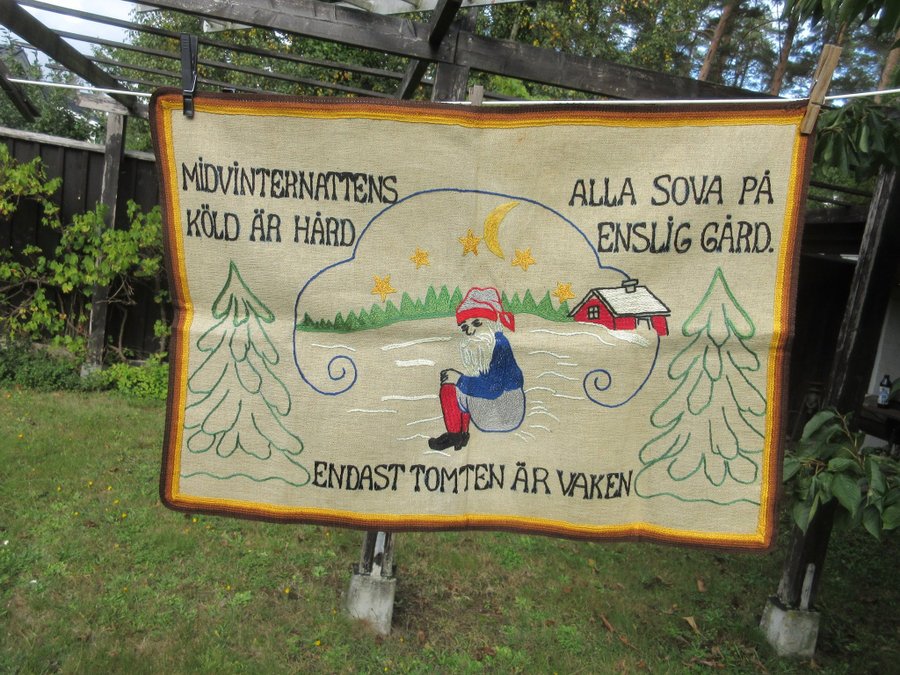 MIDVINTERNATTENS
KÖLD ÄR HÅRD
ALLA SOVA PÅ
ENSLIG GÅRD.
ENDAST TOMTEN ÄR VAKEN